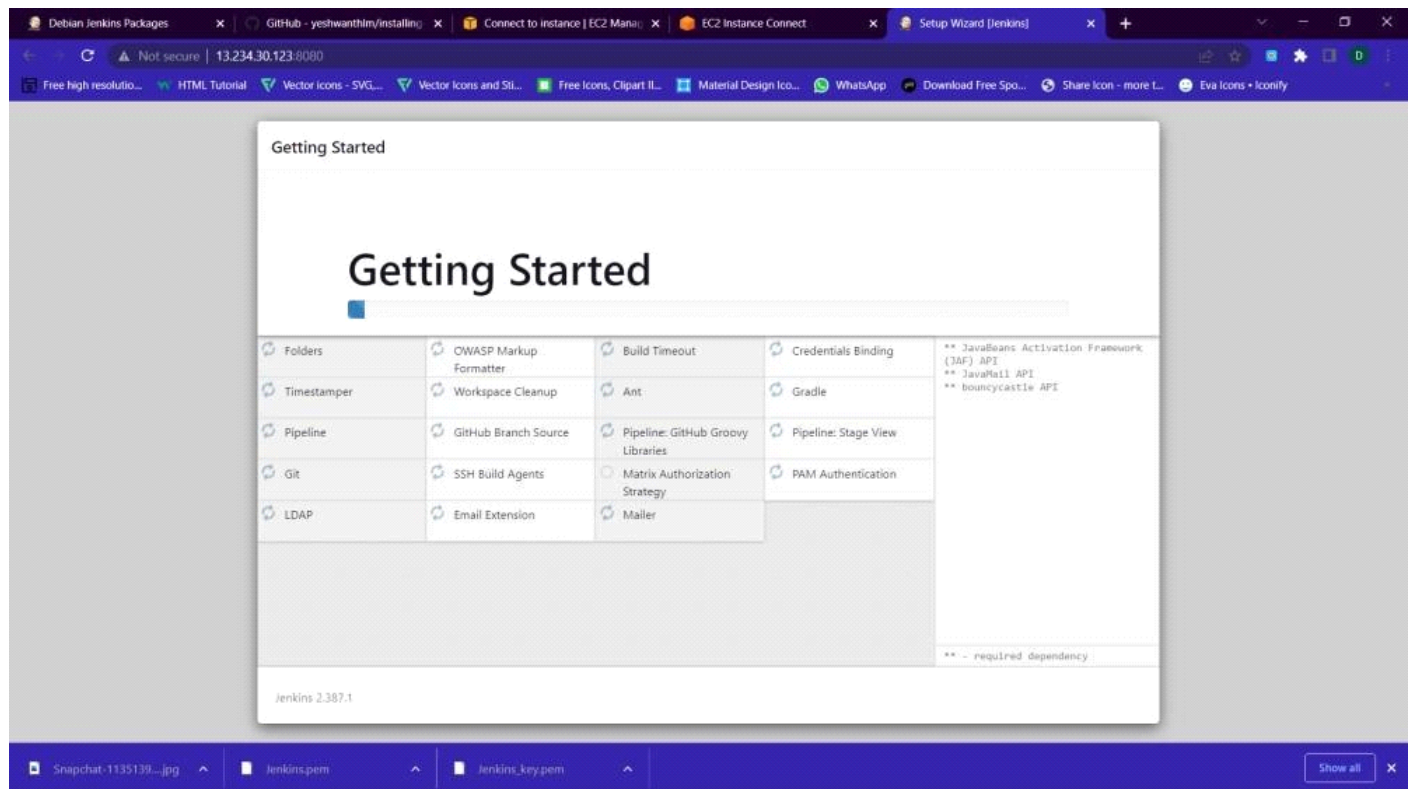 Debian Jenkins Packages
GitHub - yeshwanthlm/installing
Connect to instance | EC2 Manag
EC2 Instance Connect
Setup Wizard [Jenkins]
Not secure | 13.234.30.123:8080
D
Free high resolutio...
HTML Tutorial
Vector icons - SVG,...
Vector Icons and Sti...
Free Icons, Clipart Il...
Material Design Ico...
WhatsApp
Download Free Spo...
Share Icon - more t...
Eva Icons • Iconify
Getting Started
Getting Started
Folders
OWASP Markup
Formatter
Build Timeout
Credentials Binding
Timestamper
Workspace Cleanup
Ant
Gradle
Pipeline
GitHub Branch Source
Pipeline: GitHub Groovy
Libraries
Pipeline: Stage View
Git
SSH Build Agents
Matrix Authorization
Strategy
PAM Authentication
LDAP
Email Extension
Mailer
** JavaBeans Activation Framework
(JAF) API
** JavaMail API
** bouncycastle API
** - required dependency
Jenkins 2.387.1
Snapchat-1135139....jpg
Jenkins.pem
Jenkins_key.pem
Show all